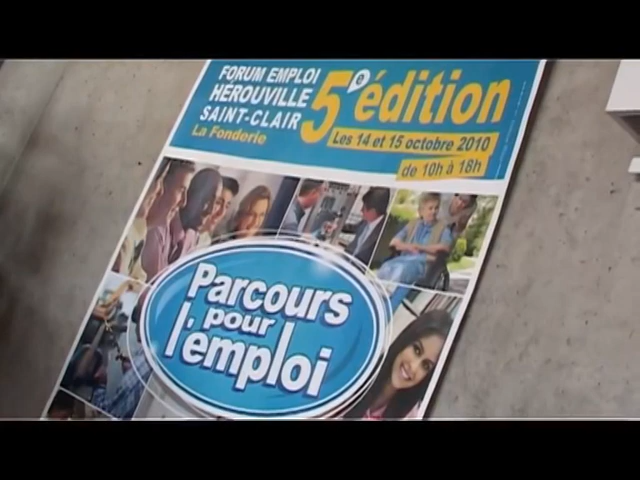 FORUM EMPLOI
HÉROUVILLE
SAINT-CLAIR
La Fonderie
5e édition
Les 14 et 15 octobre 2010
de 10h à 18h
Parcours
pour
l'emploi